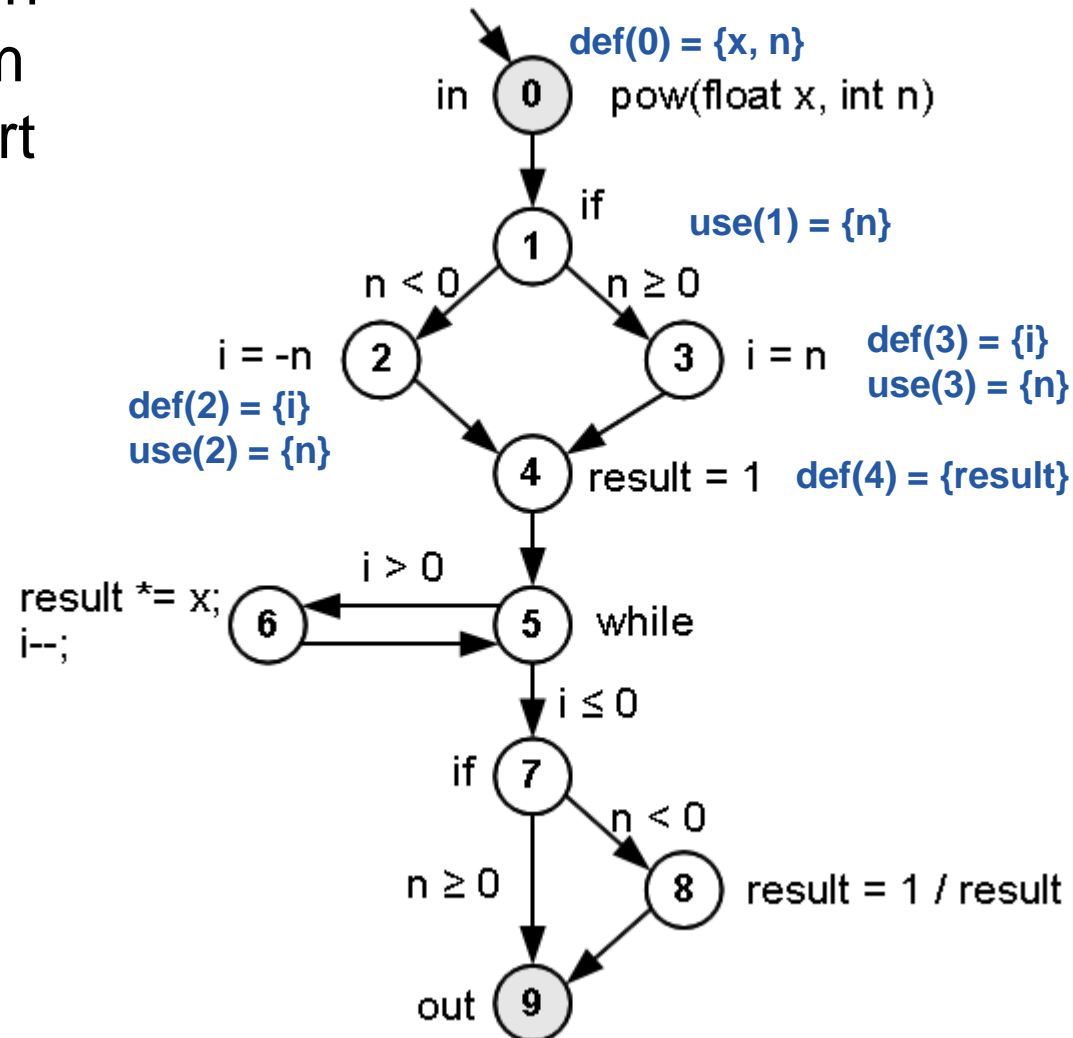 rt
def(0) = {x, n}
in 0 pow(float x, int n)
if
1 use(1) = {n}
n < 0 n ≥ 0
i = -n 2 3 i = n
def(3) = {i}
use(3) = {n}
def(2) = {i}
use(2) = {n}
4 result = 1 def(4) = {result}
i > 0
result *= x;
i--;
6 5 while
i ≤ 0
if 7
n < 0
n ≥ 0 8 result = 1 / result
out 9